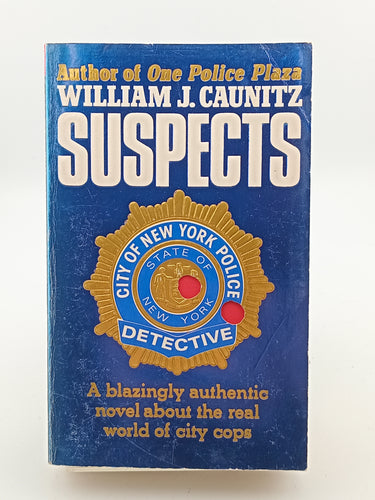 Author of One Police Plaza
WILLIAM J. CAUNITZ
SUSPECTS
CITY OF NEW YORK POLICE
STATE OF
NEW YORK
DETECTIVE
A blazingly authentic
novel about the real
world of city cops